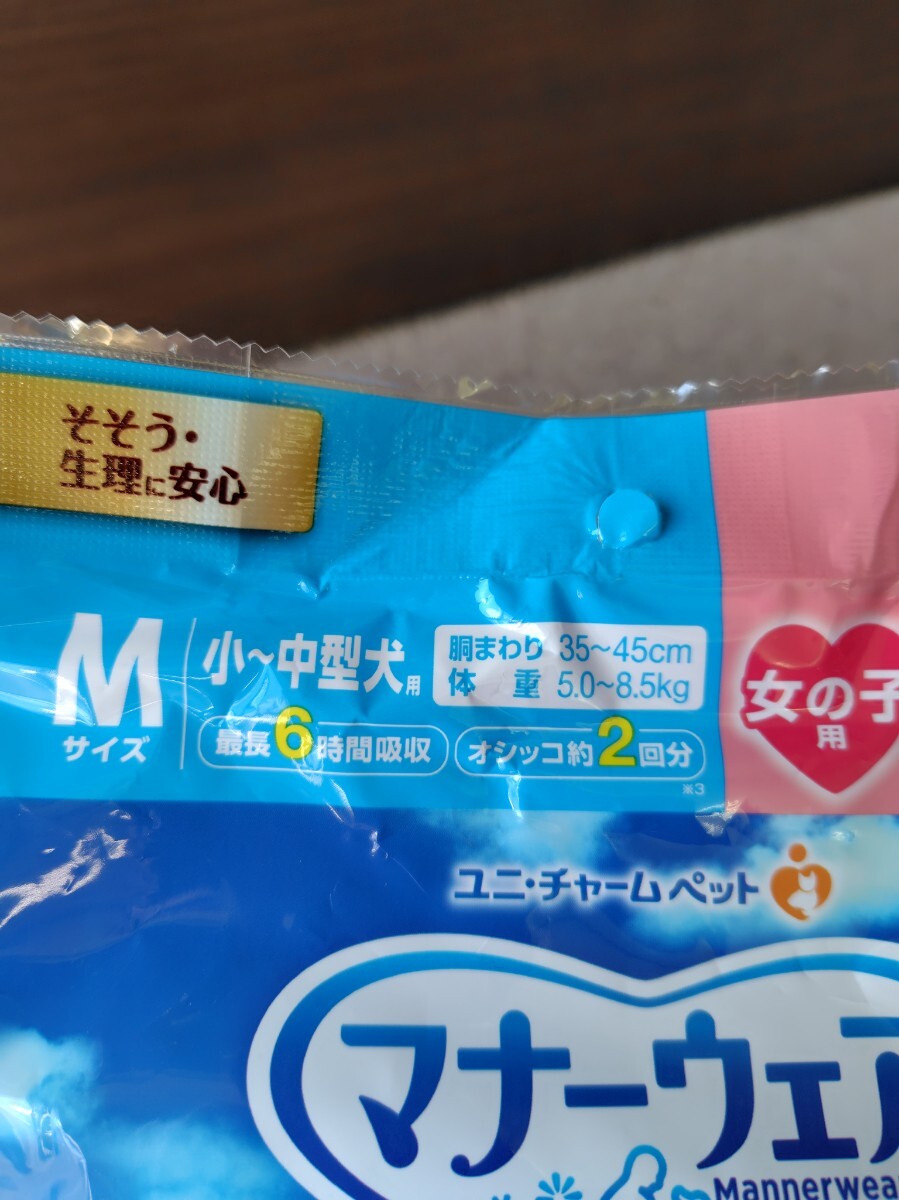 そそう・
生理に安心
M
サイズ
小～中型犬用
胴まわり 35～45cm
体重 5.0～8.5kg
最長6時間吸収
オシッコ約2回分
※3
女の子
用
ユニ・チャーム ペット
マナーウェア
Mannerwea